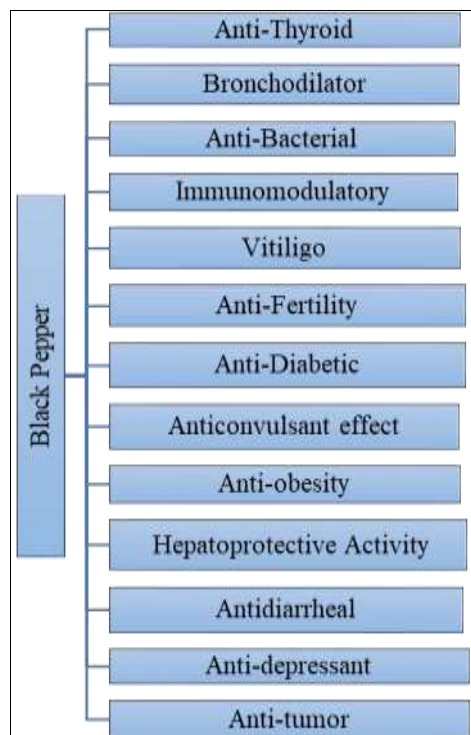 Black Pepper
Anti-Thyroid
Bronchodilator
Anti-Bacterial
Immunomodulatory
Vitiligo
Anti-Fertility
Anti-Diabetic
Anticonvulsant effect
Anti-obesity
Hepatoprotective Activity
Antidiarrheal
Anti-depressant
Anti-tumor